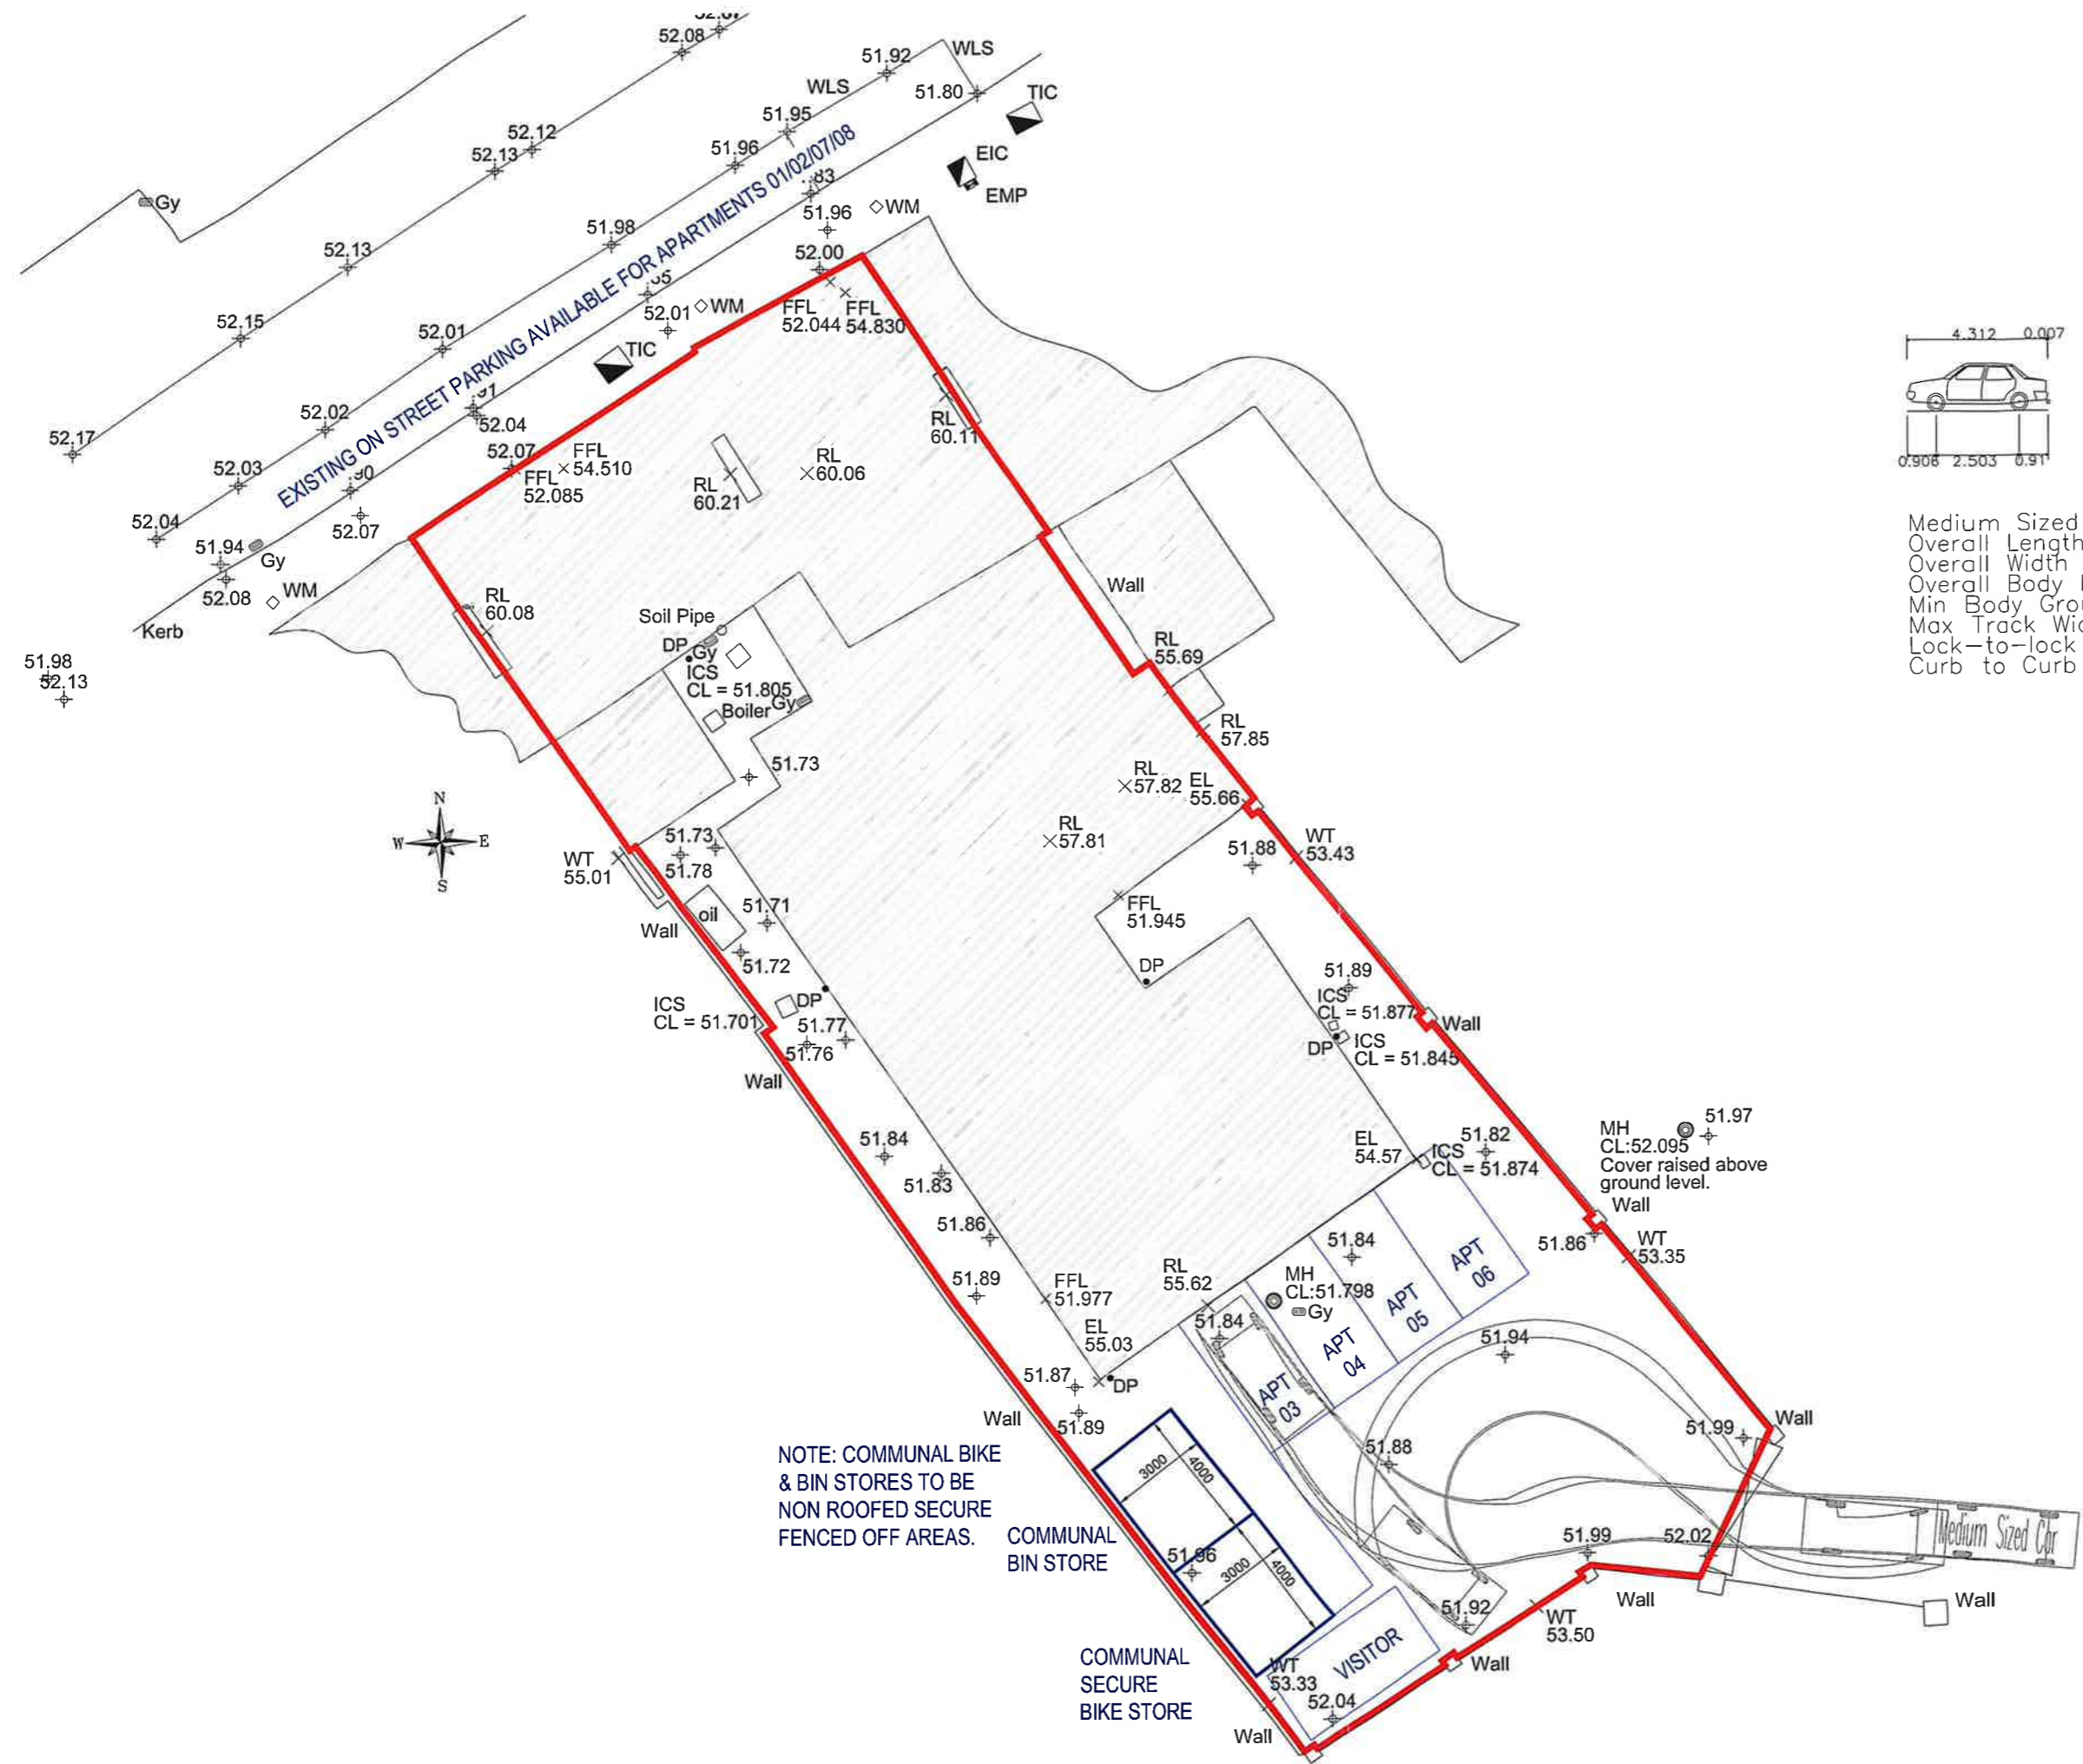 52.08
51.92
WLS
WLS
51.80
TIC
51.95
52.12
52.13
51.96
EIC
EMP
EXISTING ON STREET PARKING AVAILABLE FOR APARTMENTS 01/02/07/08
Gy
51.98
51.96
WM
52.13
52.00
52.15
52.01
52.01
WM
FFL
52.044
FFL
54.830
TIC
4.312 0.007
52.17
52.02
52.04
RL
60.11
52.03
52.07
FFL
54.510
FFL
52.085
RL
60.21
RL
60.06
0.906 2.503
52.04
51.94
Gy
52.07
52.08
WM
Kerb
Medium Sized
Overall Length
Overall Width
Overall Body
Min Body
Max Track
Lock-to-lock
Curb to Curb
Wall
RL
60.08
Soil Pipe
DP
Gy
ICS
CL = 51.805
Boiler
Gy
RL
55.69
51.98
52.13
RL
57.85
51.73
RL
57.82
EL
55.66
N
W E
S
RL
57.81
51.73
51.78
WT
55.01
51.88
WT
53.43
oil
51.71
Wall
51.72
FFL
51.945
DP
ICS
CL = 51.701
DP
51.77
51.76
Wall
51.89
ICS
CL = 51.877
DP
ICS
CL = 51.845
Wall
51.84
51.83
51.86
EL
54.57
ICS
CL = 51.874
51.82
MH
CL:52.095
Cover raised above
ground level.
51.97
Wall
51.86
WT
53.35
51.89
FFL
51.977
EL
55.03
RL
55.62
51.84
MH
CL:51.798
Gy
51.84
APT
06
APT
05
APT
04
APT
03
51.94
51.87
DP
51.89
Wall
51.88
51.99
Wall
NOTE: COMMUNAL BIKE
& BIN STORES TO BE
NON ROOFED SECURE
FENCED OFF AREAS.
COMMUNAL
BIN STORE
3000
4000
51.96
3000
4000
51.99
52.02
Medium Sized Car
Wall
Wall
51.92
WT
53.50
Wall
VISITOR
COMMUNAL
SECURE
BIKE STORE
WT
53.33
52.04
Wall